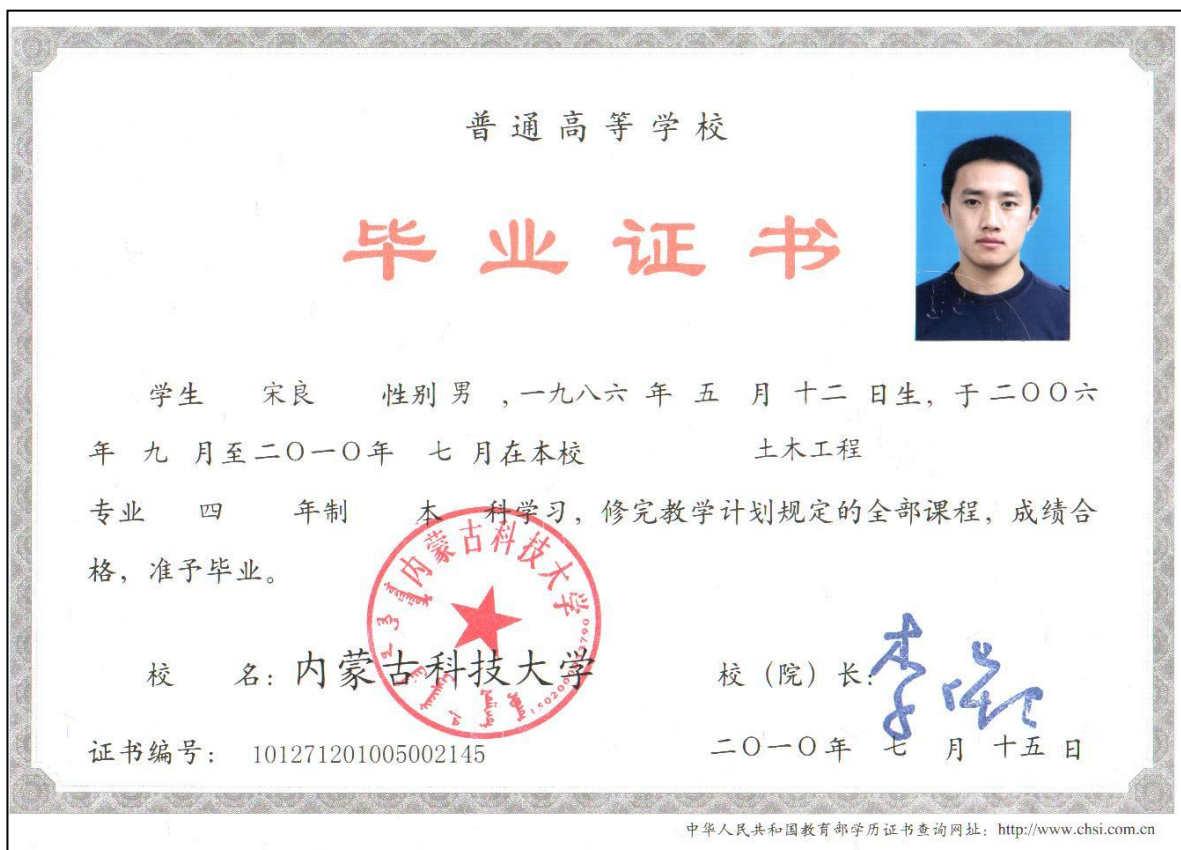 普通高等学校
毕业证书
学生 宋良 性别 男 ,一九八六 年 五 月 十二 日生, 于 二〇〇六
年 九 月至 二〇一〇年 七 月在本校 土木工程
专业 四 年制 本 科学习, 修完教学计划规定的全部课程, 成绩合
格, 准予毕业。
内蒙古科技大学
校 名: 内蒙古科技大学 校(院)长:
证书编号: 101271201005002145 二〇一〇年 七 月 十五 日
中华人民共和国教育部学历证书查询网址: http://www.chsi.com.cn